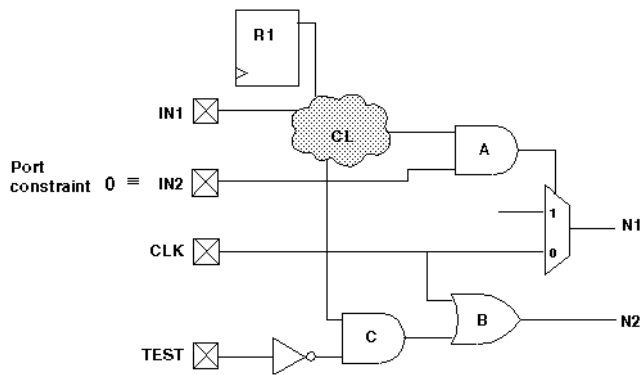 R1
IN1
CL
A
Port
constraint 0 ≡ IN2
1
N1
CLK
0
C
B
N2
TEST